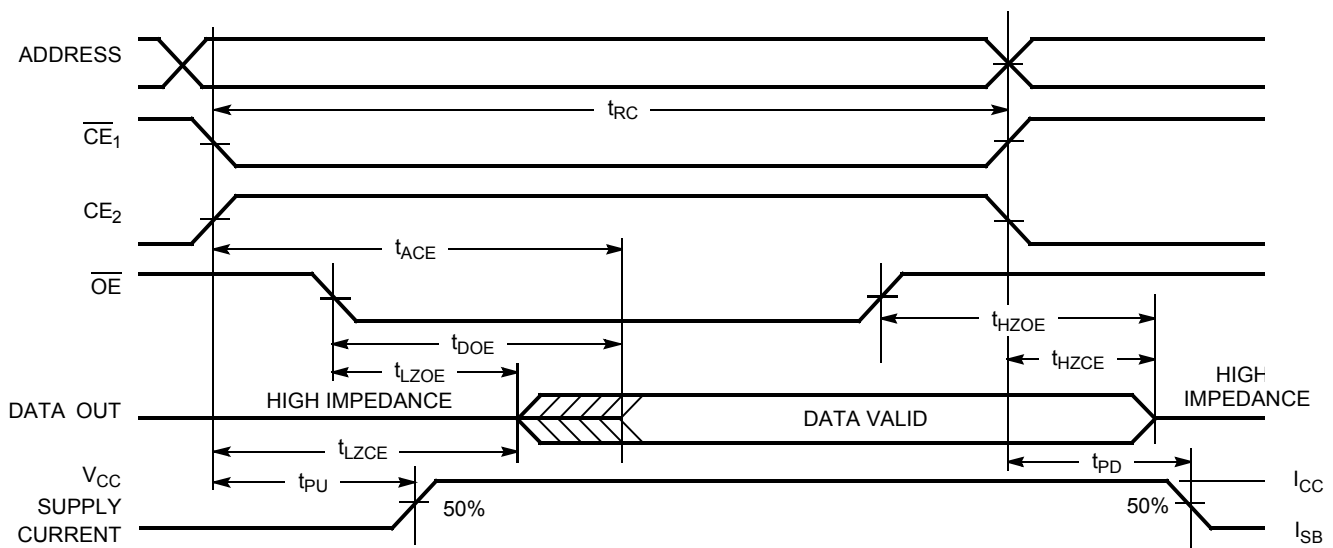 ADDRESS
tRC
CE1
CE2
tACE
OE
tHZOE
tDOE
tHZCE
tLZOE
HIGH
IMPEDANCE
HIGH IMPEDANCE
DATA OUT
DATA VALID
tLZCE
tPD
VCC
SUPPLY
CURRENT
tPU
50%
50%
ICC
ISB